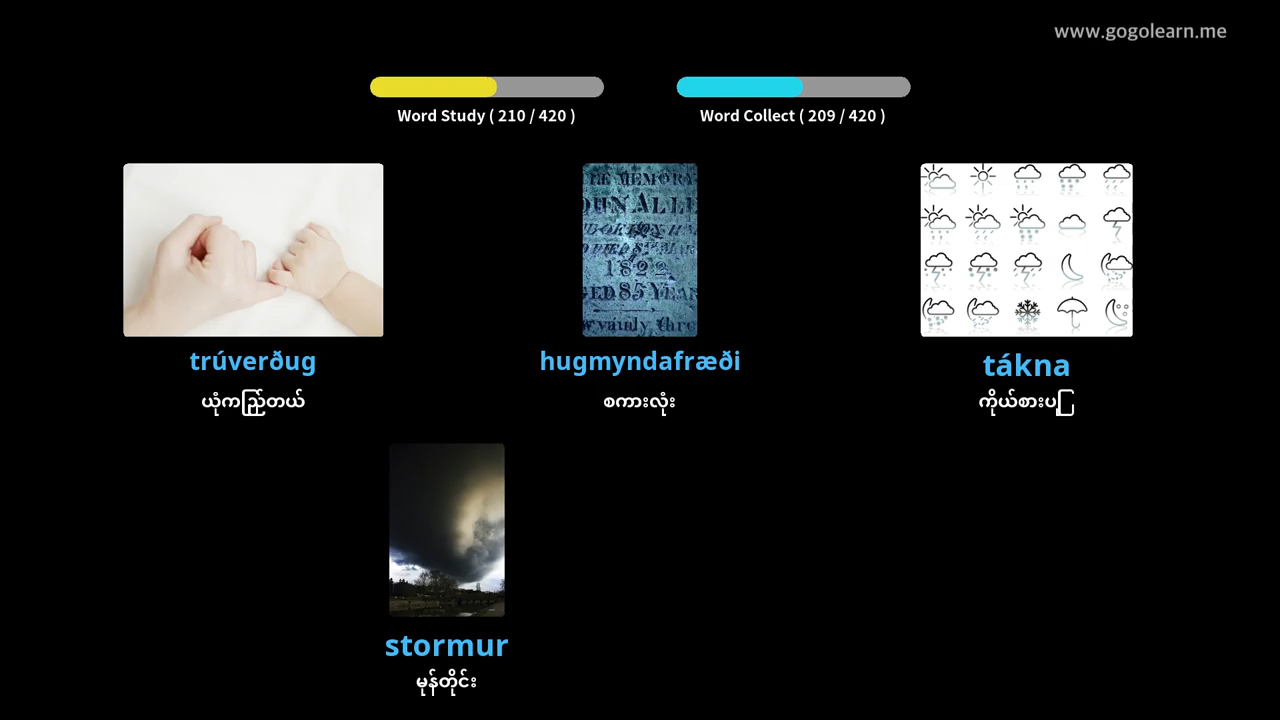 www.gogolearn.me
Word Study ( 210 / 420 )
Word Collect ( 209 / 420 )
1822
trúverðug
hugmyndafræði
tákna
ယုံကည်ြတယ်
စကားလုံး
ကိုယ်စားပြု
stormur
မုန်တိုင်း